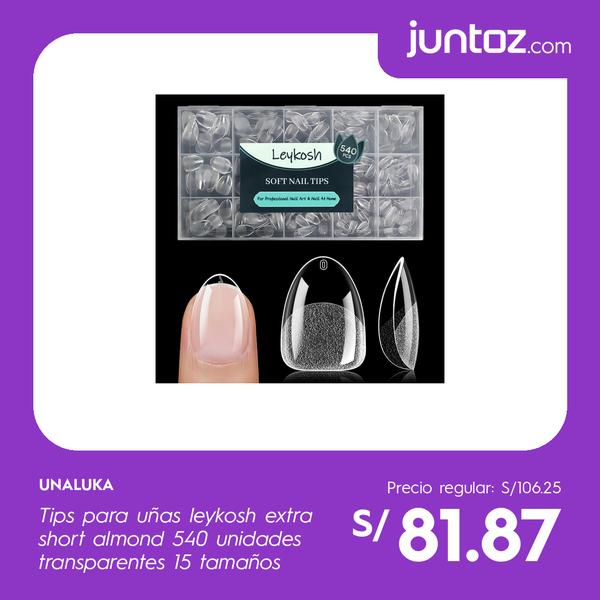 juntoz.com
Leykosh
540
PCS
SOFT NAIL TIPS
For Professional Nail Art & Nail At Home
0
UNALUKA
Tips para uñas leykosh extra
short almond 540 unidades
transparentes 15 tamaños
Precio regular: S/106.25
S/ 81.87